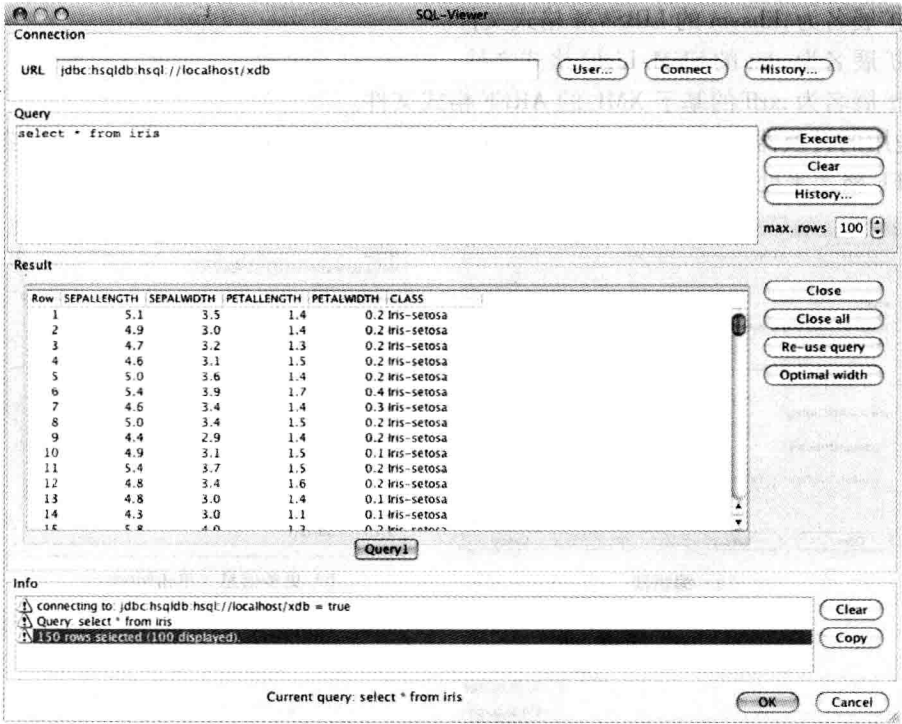 SQL-Viewer
Connection
URL jdbc:hsqldb:hsql://localhost/xdb User... Connect History...
Query
select * from iris
Execute
Clear
History...
max. rows 100
Result
Row SEPALLENGTH SEPALWIDTH PETALLENGTH PETALWIDTH CLASS
1 5.1 3.5 1.4 0.2 Iris-setosa
2 4.9 3.0 1.4 0.2 Iris-setosa
3 4.7 3.2 1.3 0.2 Iris-setosa
4 4.6 3.1 1.5 0.2 Iris-setosa
5 5.0 3.6 1.4 0.2 Iris-setosa
6 5.4 3.9 1.7 0.4 Iris-setosa
7 4.6 3.4 1.4 0.3 Iris-setosa
8 5.0 3.4 1.5 0.2 Iris-setosa
9 4.4 2.9 1.4 0.2 Iris-setosa
10 4.9 3.1 1.5 0.1 Iris-setosa
11 5.4 3.7 1.5 0.2 Iris-setosa
12 4.8 3.4 1.6 0.2 Iris-setosa
13 4.8 3.0 1.4 0.1 Iris-setosa
14 4.3 3.0 1.1 0.1 Iris-setosa
15 5.8 4.0 1.2 0.2 Iris-setosa
Close
Close all
Re-use query
Optimal width
Query1
Info
connecting to: jdbc:hsqldb:hsql://localhost/xdb = true
Query: select * from iris
150 rows selected (100 displayed).
Clear
Copy
Current query: select * from iris
OK Cancel